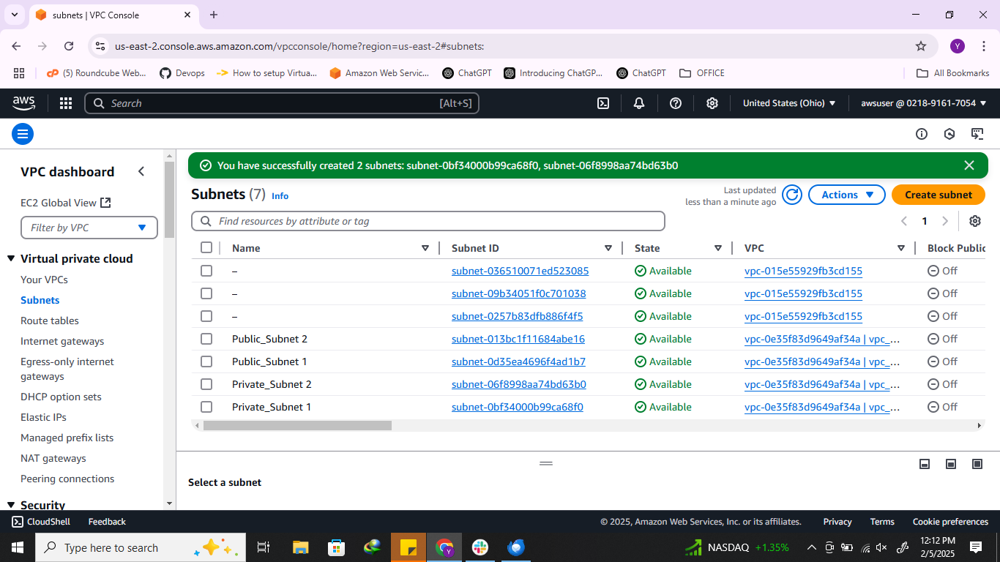 subnets | VPC Console
us-east-2.console.aws.amazon.com/vpcconsole/home?region=us-east-2#subnets:
Y
(5) Roundcube Web...
Devops
How to setup Virtua...
Amazon Web Servic...
ChatGPT
Introducing ChatGP...
ChatGPT
OFFICE
All Bookmarks
aws
Search
[Alt+S]
United States (Ohio)
awsuser @ 0218-9161-7054
VPC dashboard
EC2 Global View
Filter by VPC
Virtual private cloud
Your VPCs
Subnets
Route tables
Internet gateways
Egress-only internet
gateways
DHCP option sets
Elastic IPs
Managed prefix lists
NAT gateways
Peering connections
Security
You have successfully created 2 subnets: subnet-0bf34000b99ca68f0, subnet-06f8998aa74bd63b0
Subnets (7) Info
Last updated
less than a minute ago
Actions
Create subnet
Find resources by attribute or tag
1
Name Subnet ID State VPC Block Public
– subnet-036510071ed523085 Available vpc-015e55929fb3cd155 Off
– subnet-09b34051f0c701038 Available vpc-015e55929fb3cd155 Off
– subnet-0257b83dfb886f4f5 Available vpc-015e55929fb3cd155 Off
Public_Subnet 2 subnet-013bc1f11684abe16 Available vpc-0e35f83d9649af34a | vpc_... Off
Public_Subnet 1 subnet-0d35ea4696f4ad1b7 Available vpc-0e35f83d9649af34a | vpc_... Off
Private_Subnet 2 subnet-06f8998aa74bd63b0 Available vpc-0e35f83d9649af34a | vpc_... Off
Private_Subnet 1 subnet-0bf34000b99ca68f0 Available vpc-0e35f83d9649af34a | vpc_... Off
Select a subnet
CloudShell
Feedback
© 2025, Amazon Web Services, Inc. or its affiliates.
Privacy
Terms
Cookie preferences
Type here to search
NASDAQ +1.35%
12:12 PM
2/5/2025